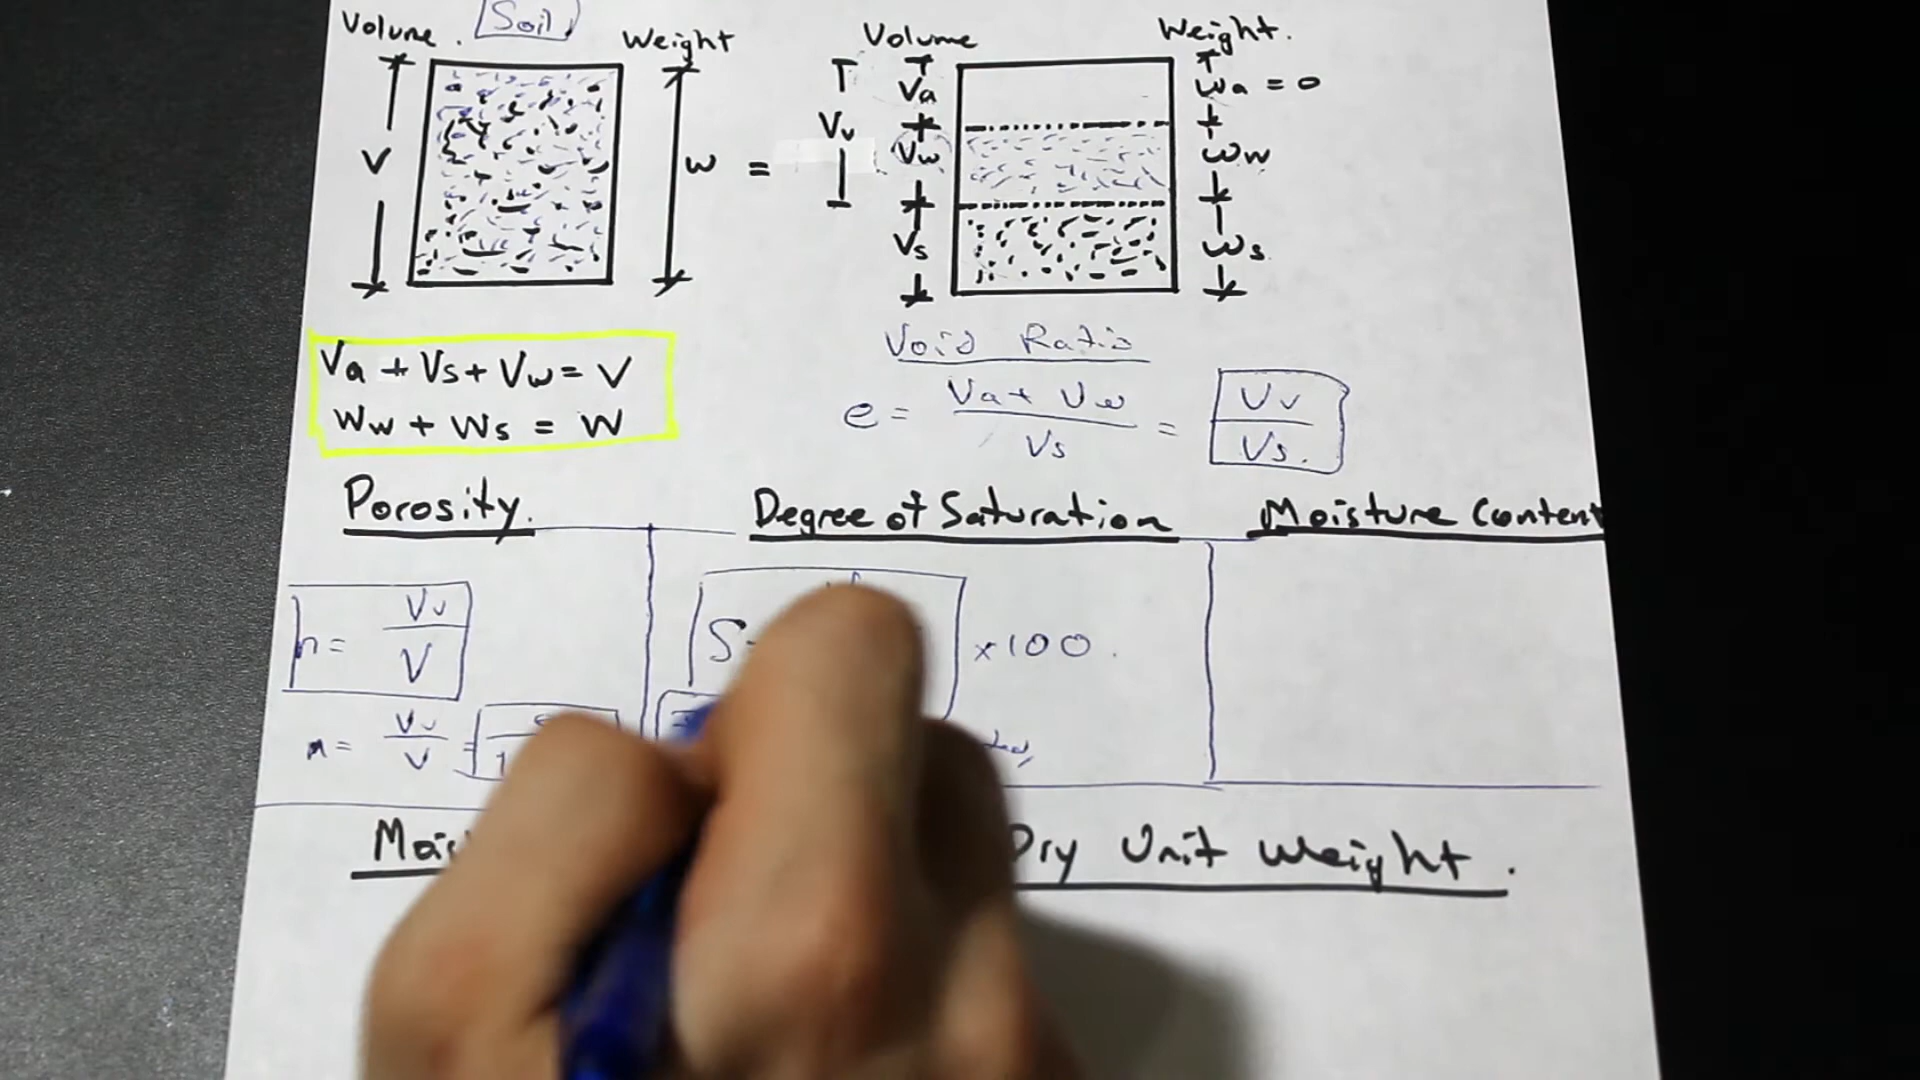 Soil
Volume. Weight
V
W
=
Volume Weight.
Va
Vv
Vw
Vs
Wa = 0
Ww
Ws
Va + Vs + Vw = V
Ww + Ws = W
Void Ratio
e = Va + Vw / Vs = Vv / Vs.
Porosity. Degree of Saturation Moisture Content
n = Vv / V
S x100.
n = Vv / V =
Dry Unit Weight.